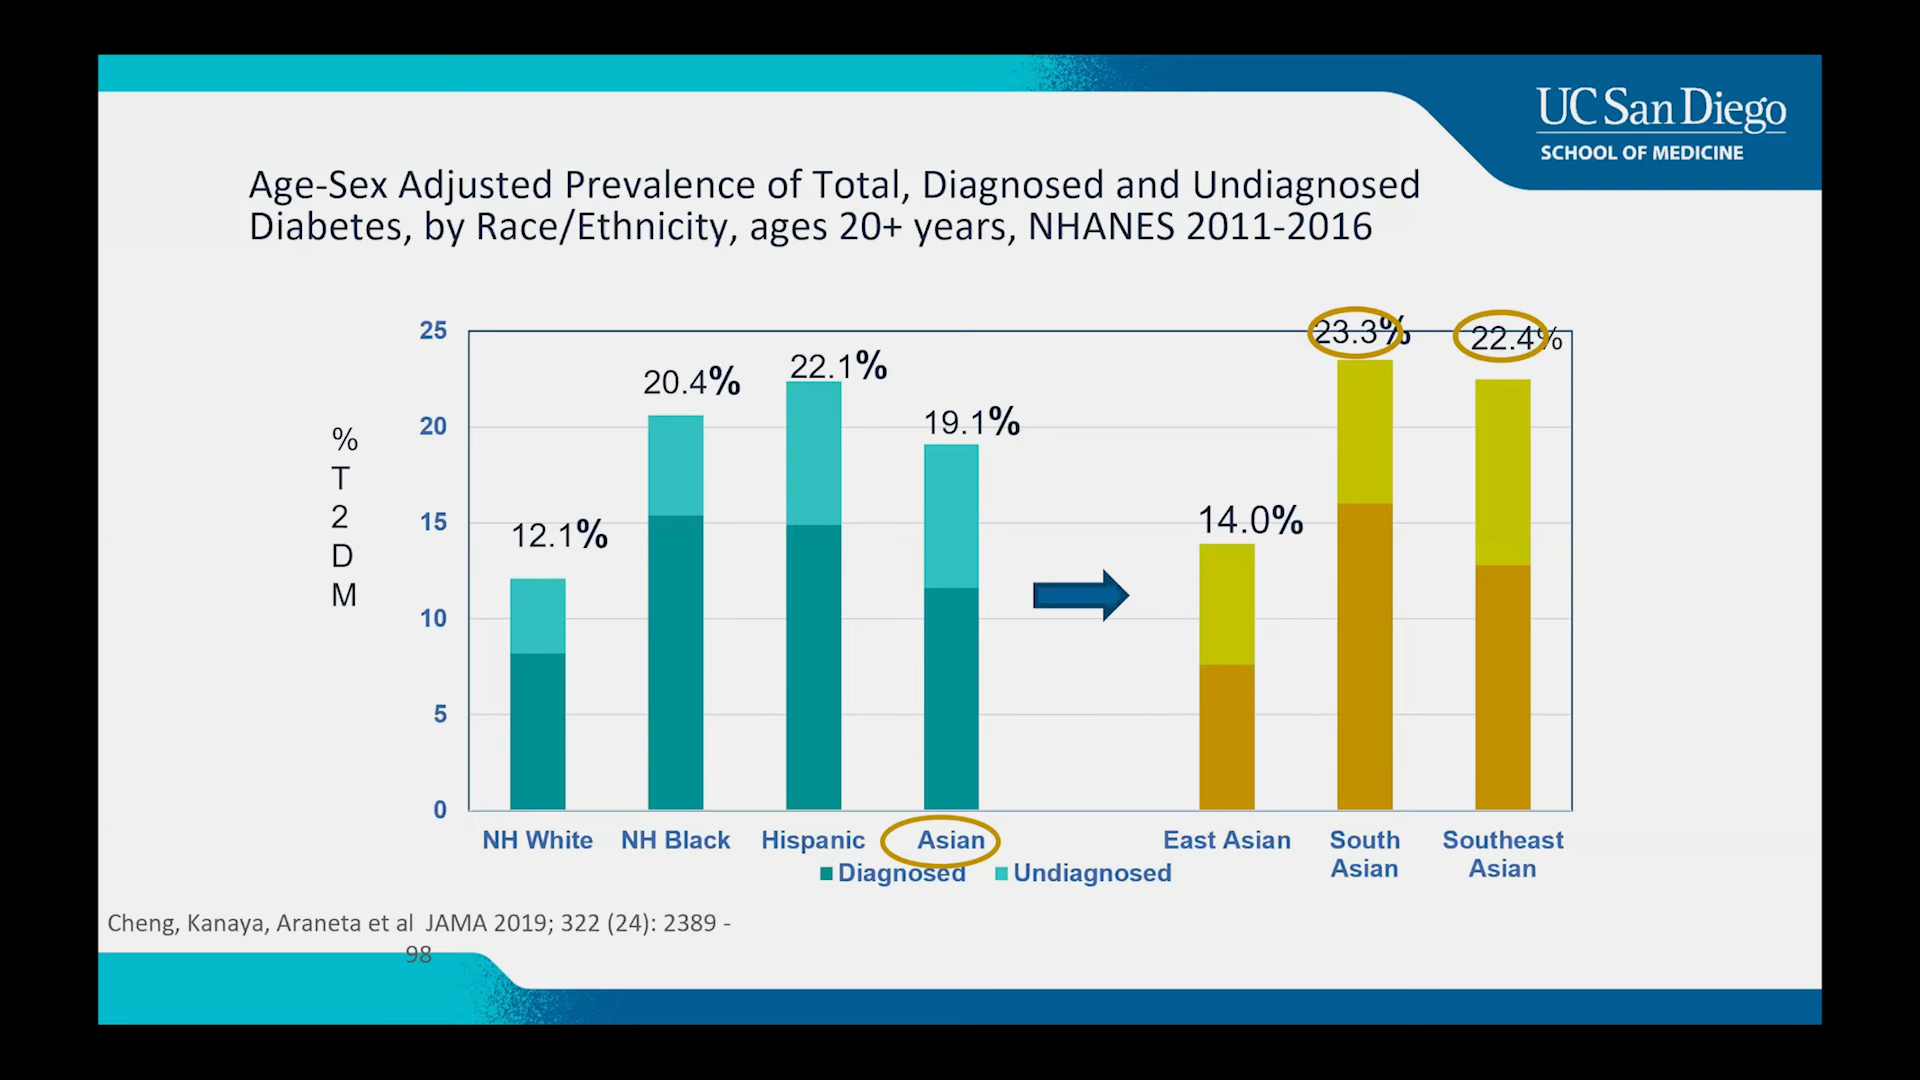 UC San Diego
SCHOOL OF MEDICINE
Age-Sex Adjusted Prevalence of Total, Diagnosed and Undiagnosed
Diabetes, by Race/Ethnicity, ages 20+ years, NHANES 2011-2016
%
T
2
D
M
25
20
15
10
5
0
12.1%
20.4%
22.1%
19.1%
14.0%
23.3%
22.4%
NH White
NH Black
Hispanic
Asian
East Asian
South
Asian
Southeast
Asian
Diagnosed
Undiagnosed
Cheng, Kanaya, Araneta et al JAMA 2019; 322 (24): 2389 -
98